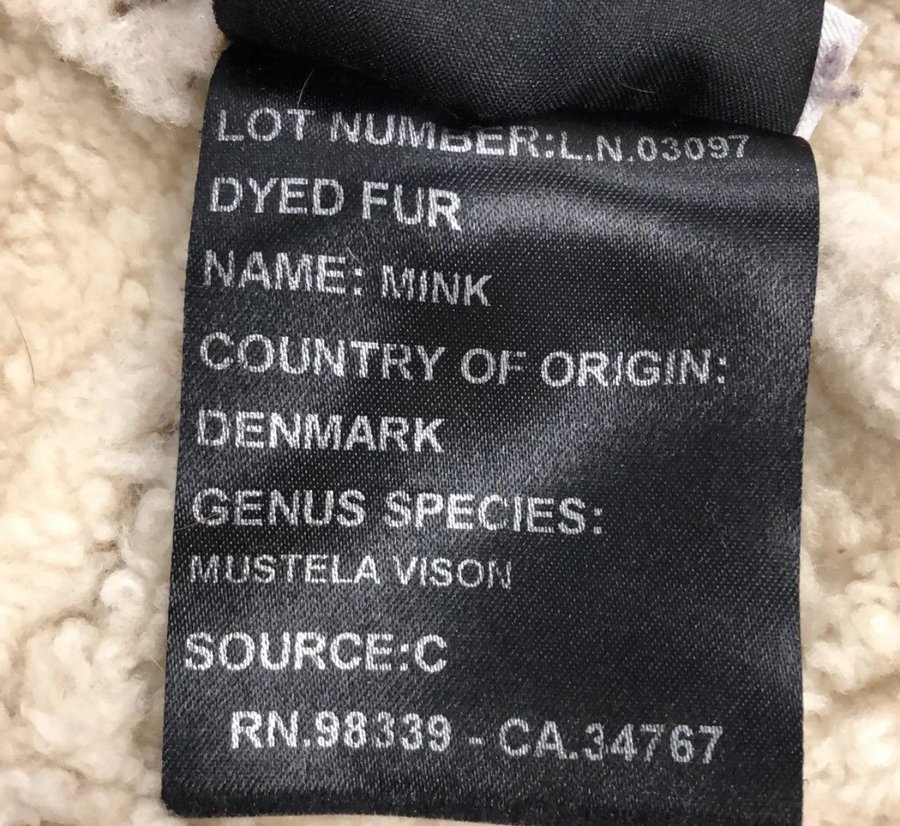 LOT NUMBER:L.N.03097
DYED FUR
NAME: MINK
COUNTRY OF ORIGIN:
DENMARK
GENUS SPECIES:
MUSTELA VISON
SOURCE:C
RN.98339 - CA.34767